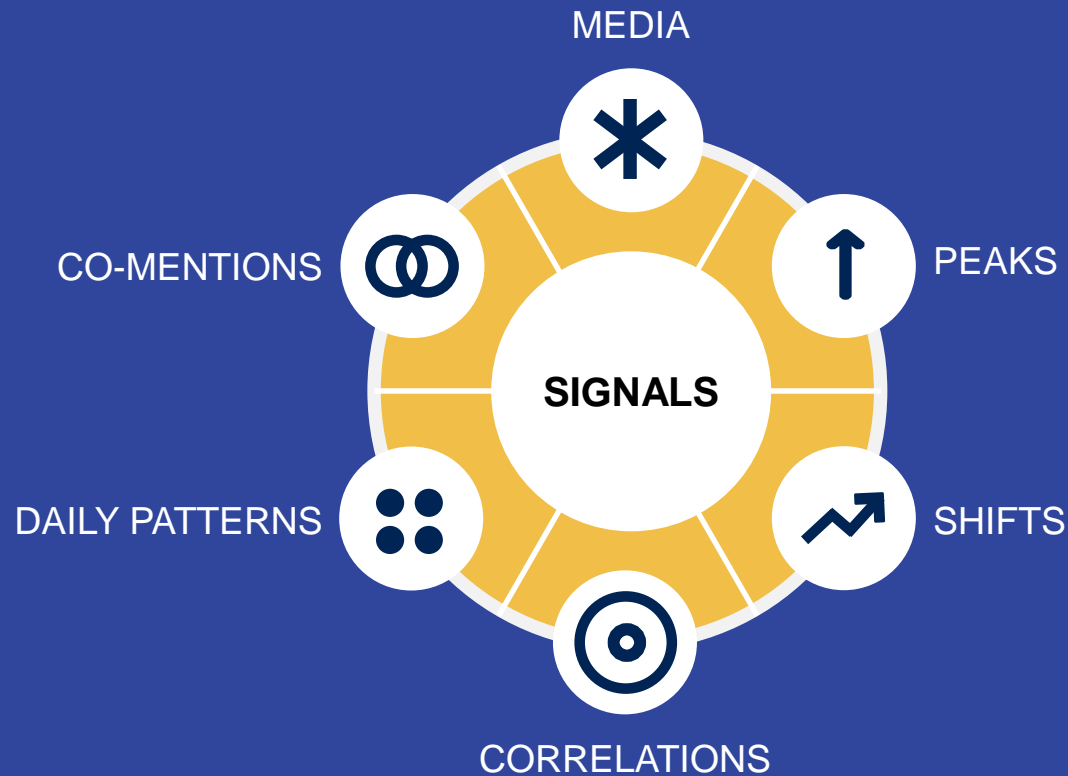 MEDIA
CO-MENTIONS
PEAKS
SIGNALS
DAILY PATTERNS
SHIFTS
CORRELATIONS